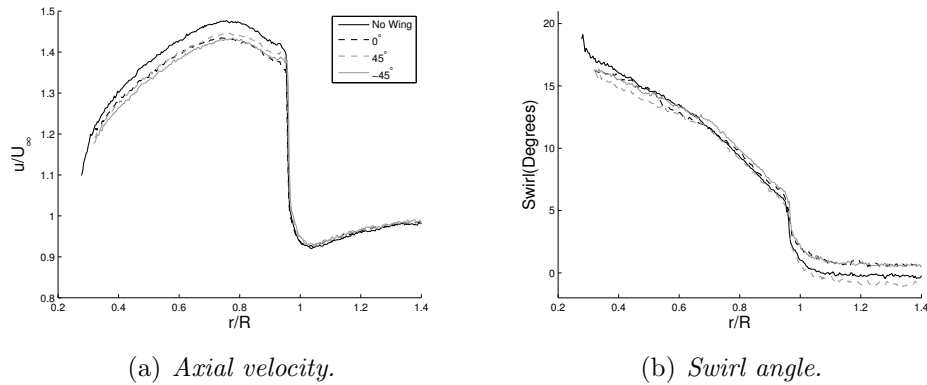 1.5
1.4
1.3
1.2
1.1
1
0.9
0.8
u/U∞
0.2 0.4 0.6 0.8 1 1.2 1.4
r/R
No Wing
0°
45°
−45°
(a) Axial velocity.
20
15
10
5
0
Swirl(Degrees)
0.2 0.4 0.6 0.8 1 1.2 1.4
r/R
(b) Swirl angle.